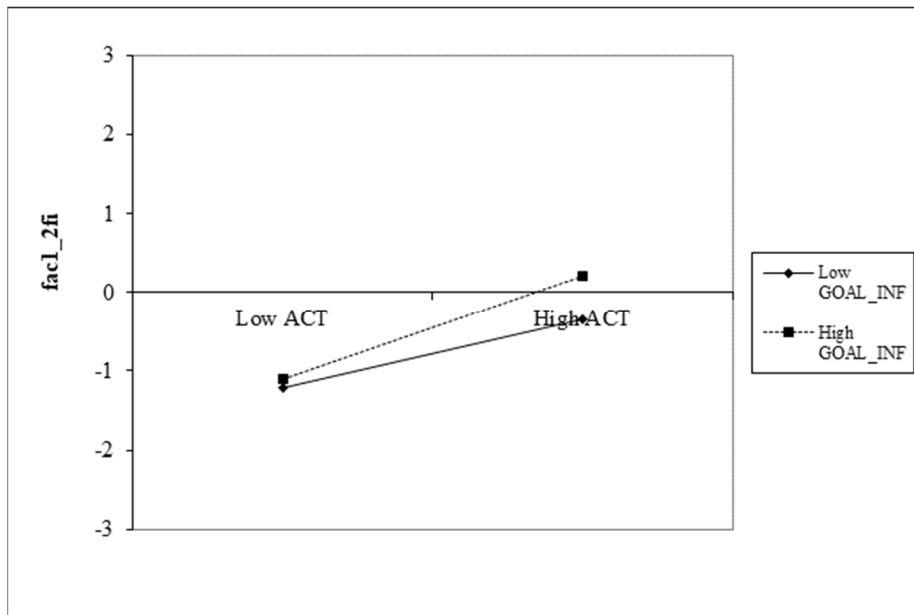 3
2
1
0
-1
-2
-3
fac1_2fi
Low ACT
High ACT
Low
GOAL_INF
High
GOAL_INF